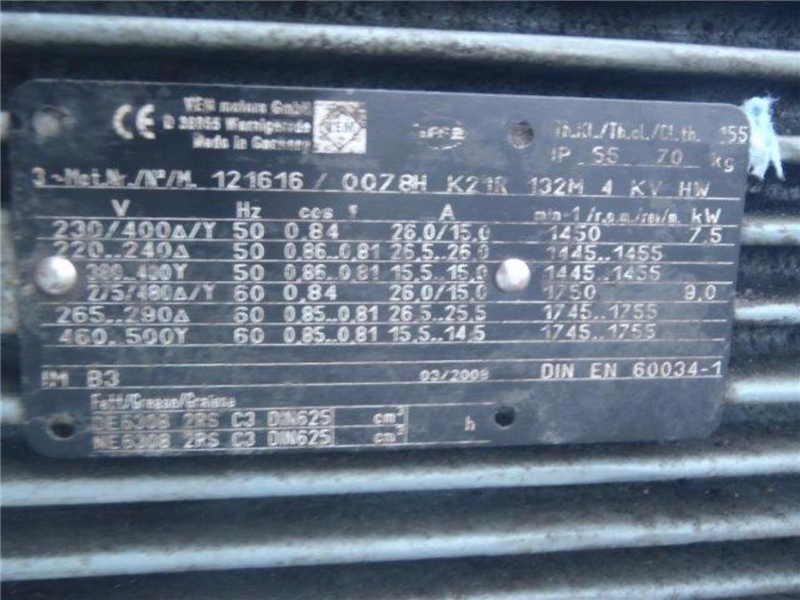 CE VEM motors GmbH
D 38855 Wernigerode
Made in Germany
VEM
EFF2
Th.Kl./Th.cl./Cl.th. 155
IP 55 70 kg
3~Mot.Nr./N°/M. 121616 / 0078H K21R 132M 4 KV HW
V Hz cos φ A min-1/r.p.m./rev/m. kW
230/400Δ/Y 50 0,84 26.0/15.0 1450 7.5
220..240Δ 50 0,86..0,81 26.5..26.0 1445..1455
380..400Y 50 0,86..0,81 15.5..15.0 1445..1455
275/480Δ/Y 60 0,84 26.0/15.0 1750 9.0
265..290Δ 60 0,85..0,81 26.5..25.5 1745..1755
460..500Y 60 0,85..0,81 15.5..14.5 1745..1755
IM B3 03/2008 DIN EN 60034-1
Fett/Grease/Graisse
DE 6308 2RS C3 DIN625 cm³
NE 6308 2RS C3 DIN625 cm³ h